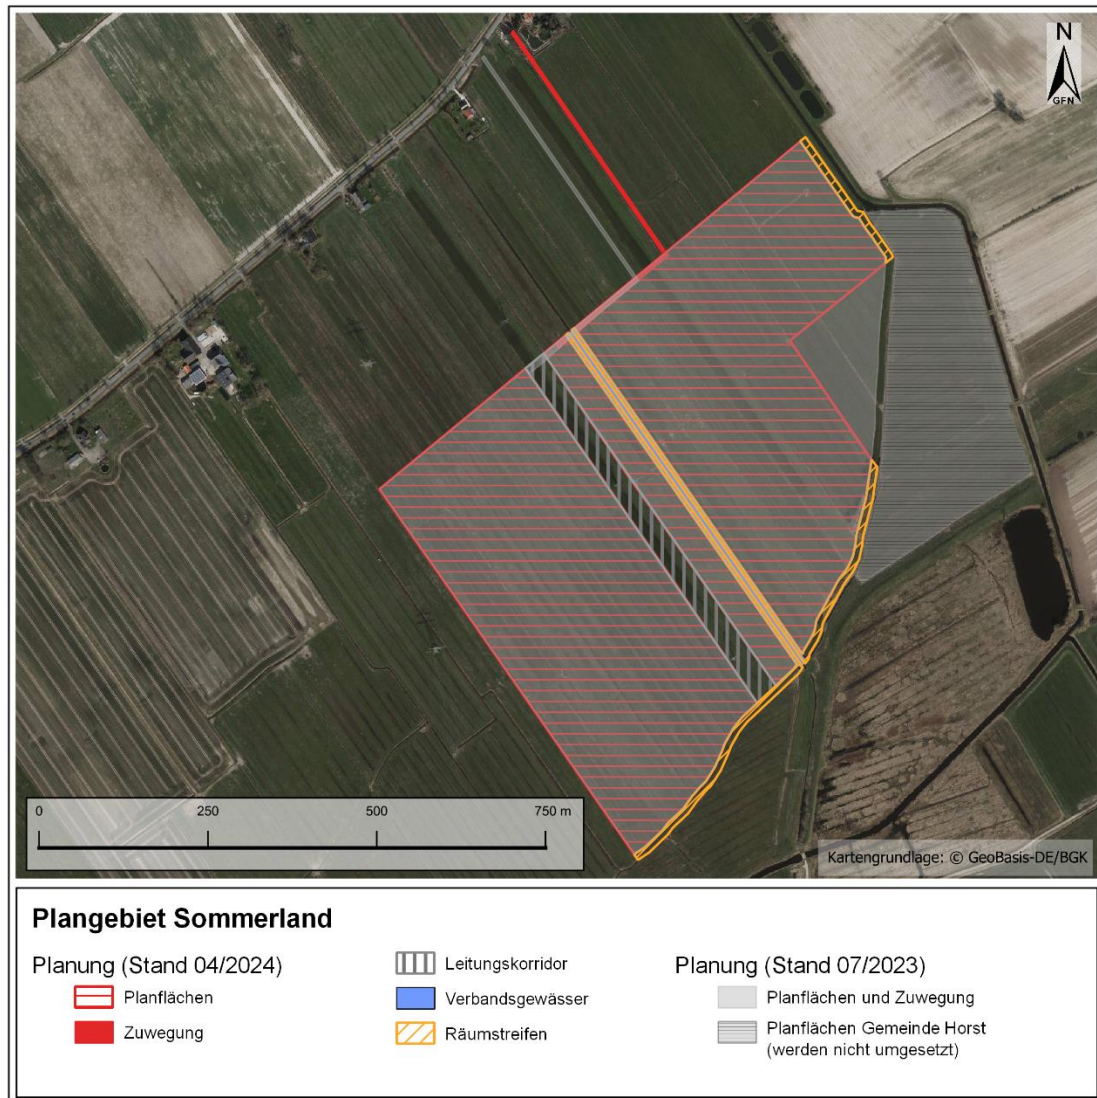 N
GFN
0 250 500 750 m
Kartengrundlage: © GeoBasis-DE/BGK
Plangebiet Sommerland
Planung (Stand 04/2024)
Planflächen
Zuwegung
Leitungskorridor
Verbandsgewässer
Räumstreifen
Planung (Stand 07/2023)
Planflächen und Zuwegung
Planflächen Gemeinde Horst
(werden nicht umgesetzt)